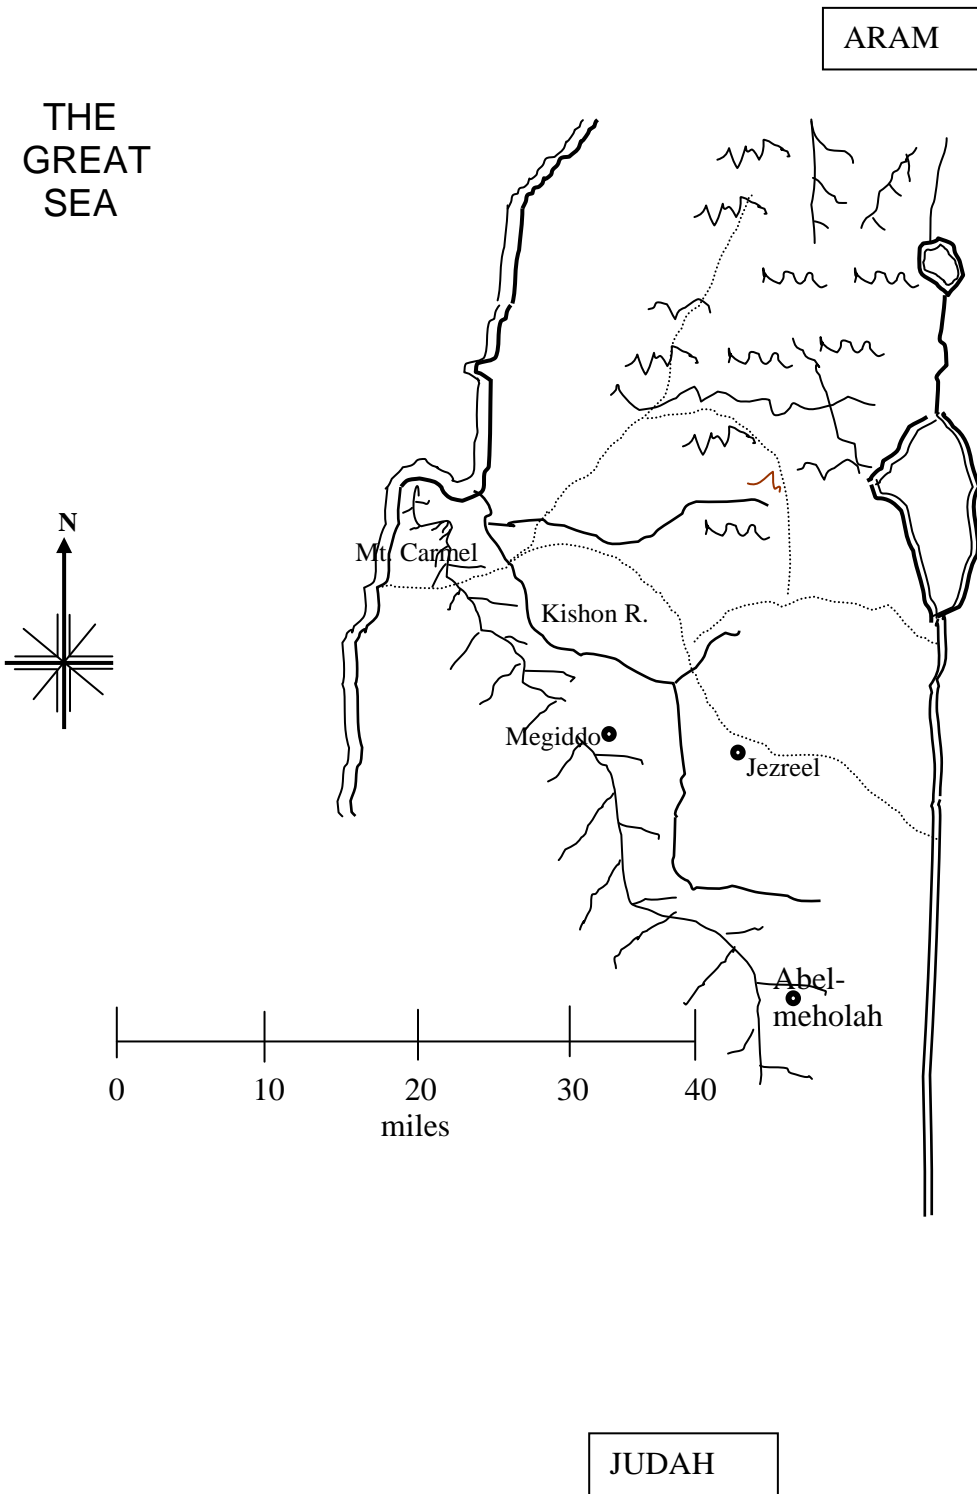 ARAM
THE
GREAT
SEA
N
Mt. Carmel
Kishon R.
Megiddo
Jezreel
Abel-
meholah
0 10 20 30 40
miles
JUDAH